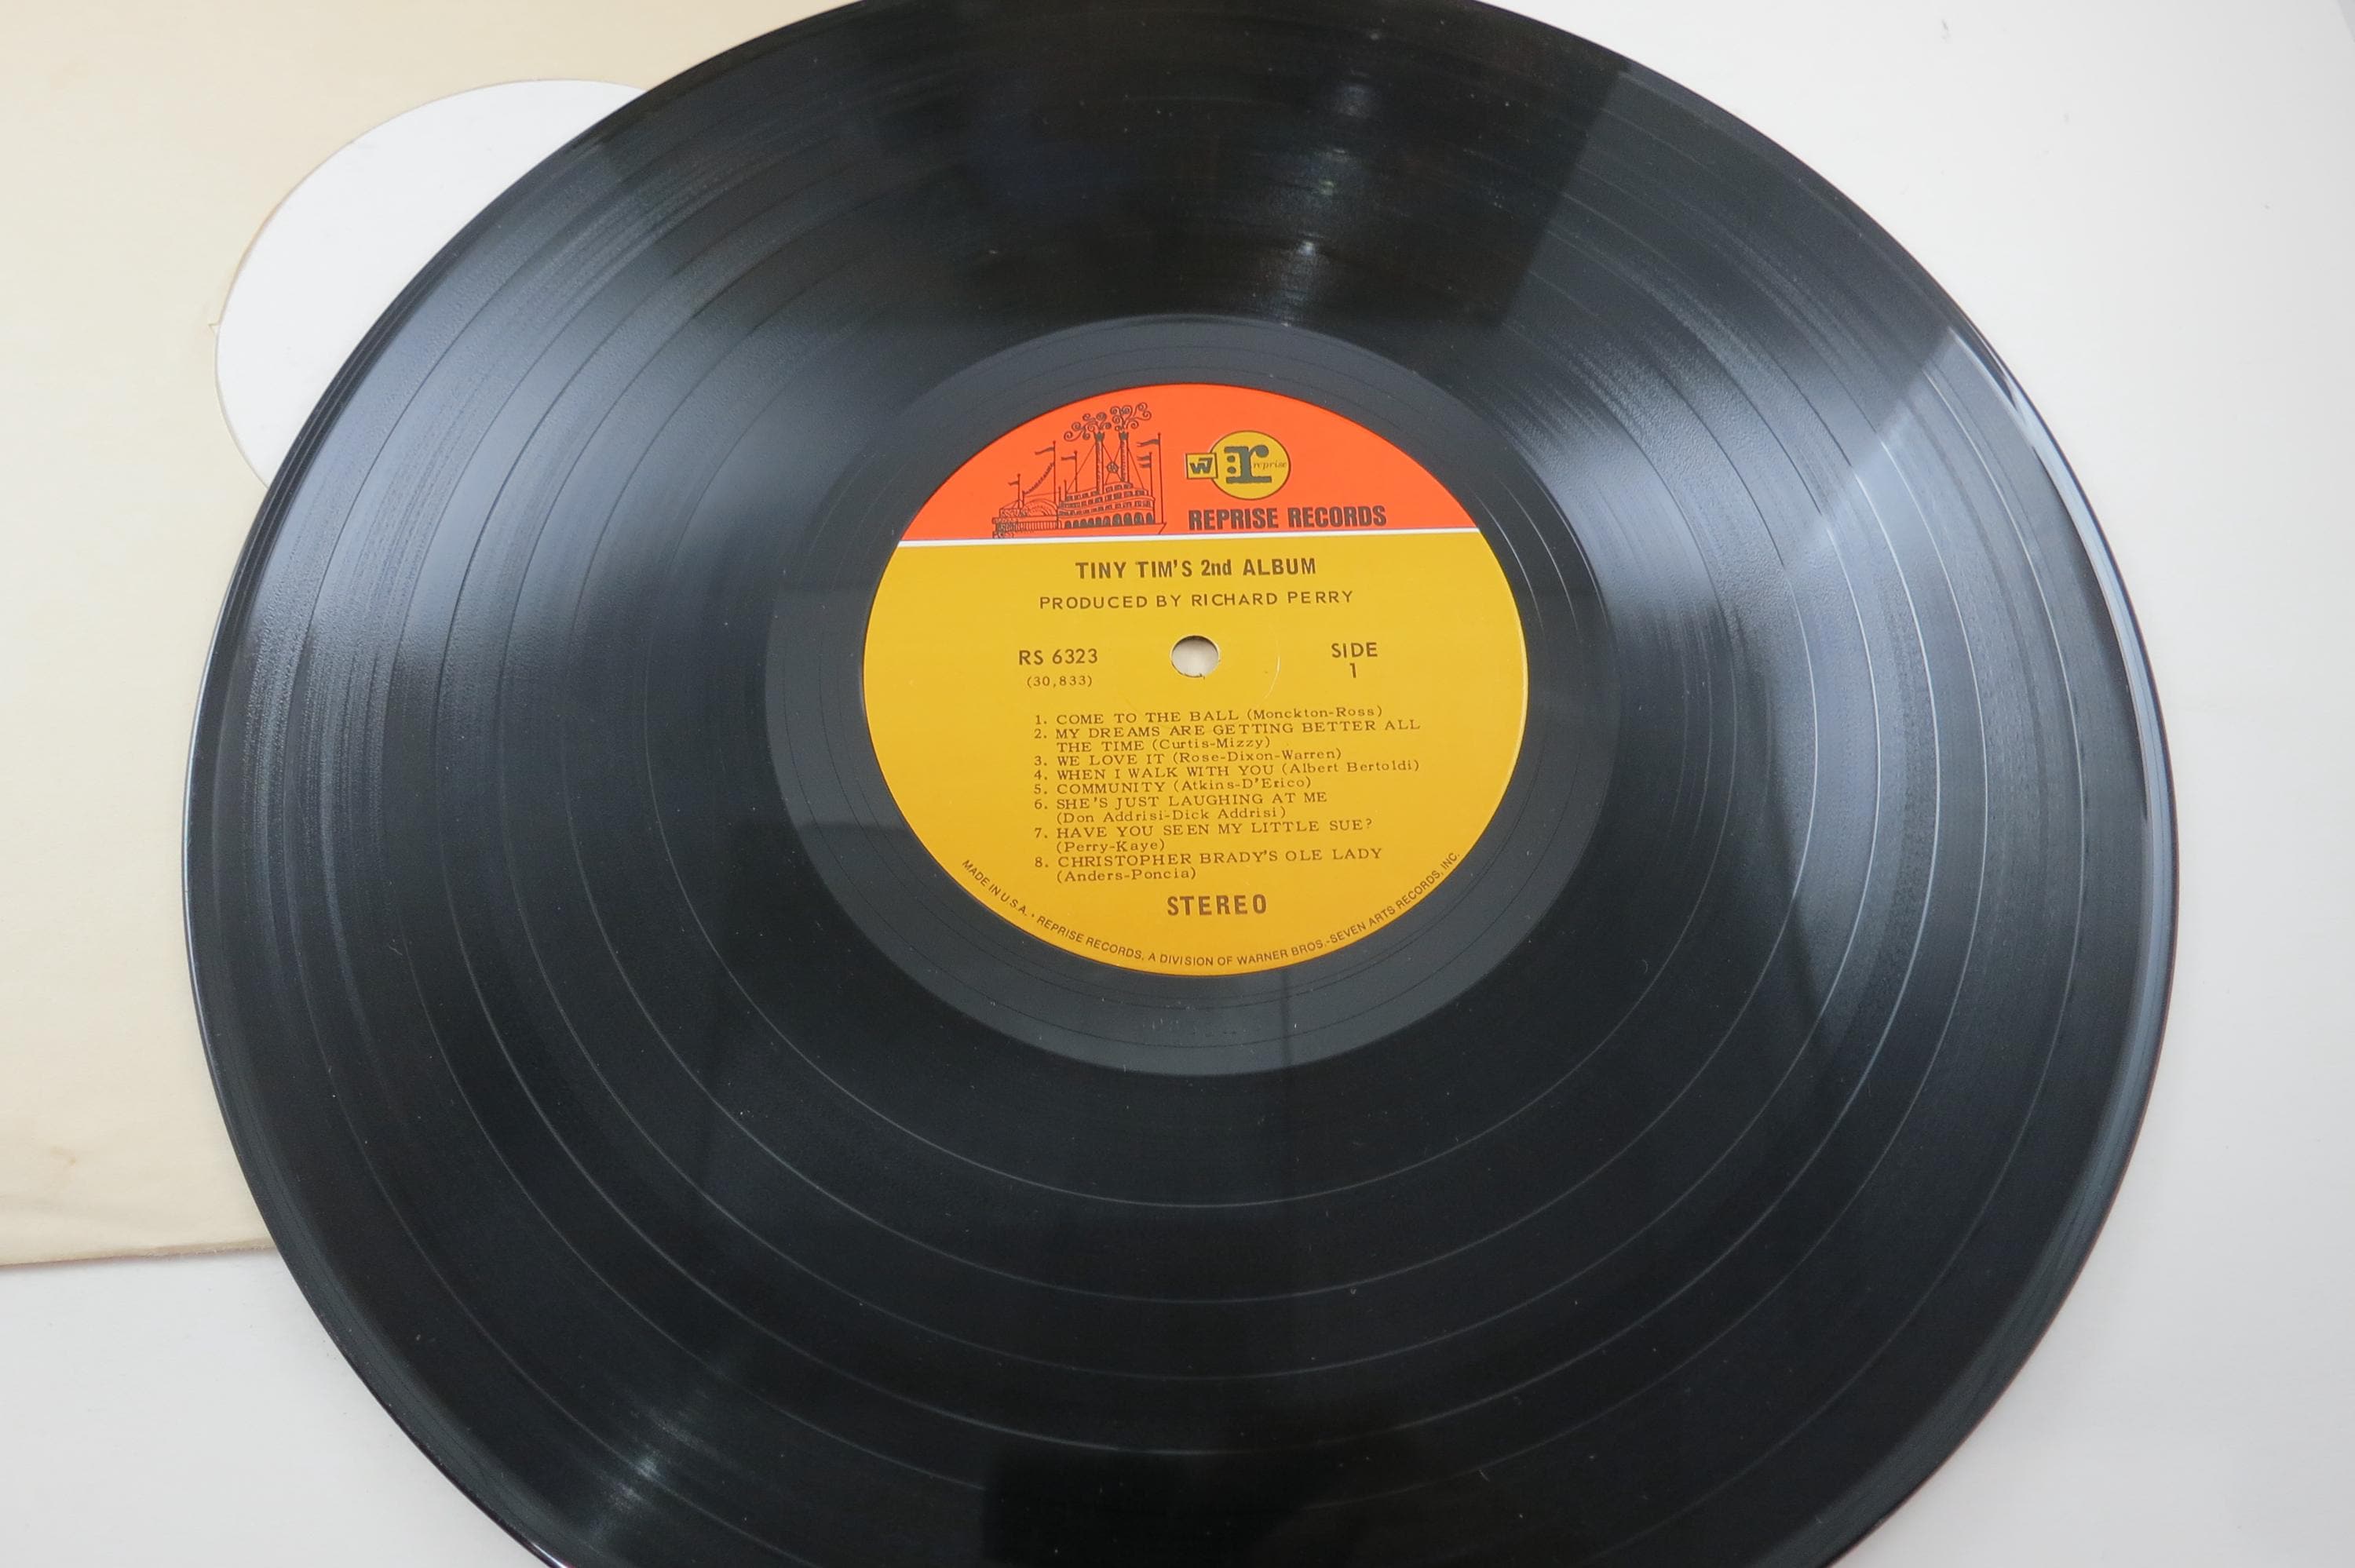 W7 r reprise
REPRISE RECORDS
TINY TIM'S 2nd ALBUM
PRODUCED BY RICHARD PERRY
RS 6323
(30,833)
SIDE
1
1. COME TO THE BALL (Monckton-Ross)
2. MY DREAMS ARE GETTING BETTER ALL
THE TIME (Curtis-Mizzy)
3. WE LOVE IT (Rose-Dixon-Warren)
4. WHEN I WALK WITH YOU (Albert Bertoldi)
5. COMMUNITY (Atkins-D'Erico)
6. SHE'S JUST LAUGHING AT ME
(Don Addrisi-Dick Addrisi)
7. HAVE YOU SEEN MY LITTLE SUE?
(Perry-Kaye)
8. CHRISTOPHER BRADY'S OLE LADY
(Anders-Poncia)
STEREO
MADE IN U.S.A. • REPRISE RECORDS, A DIVISION OF WARNER BROS.-SEVEN ARTS RECORDS, INC.